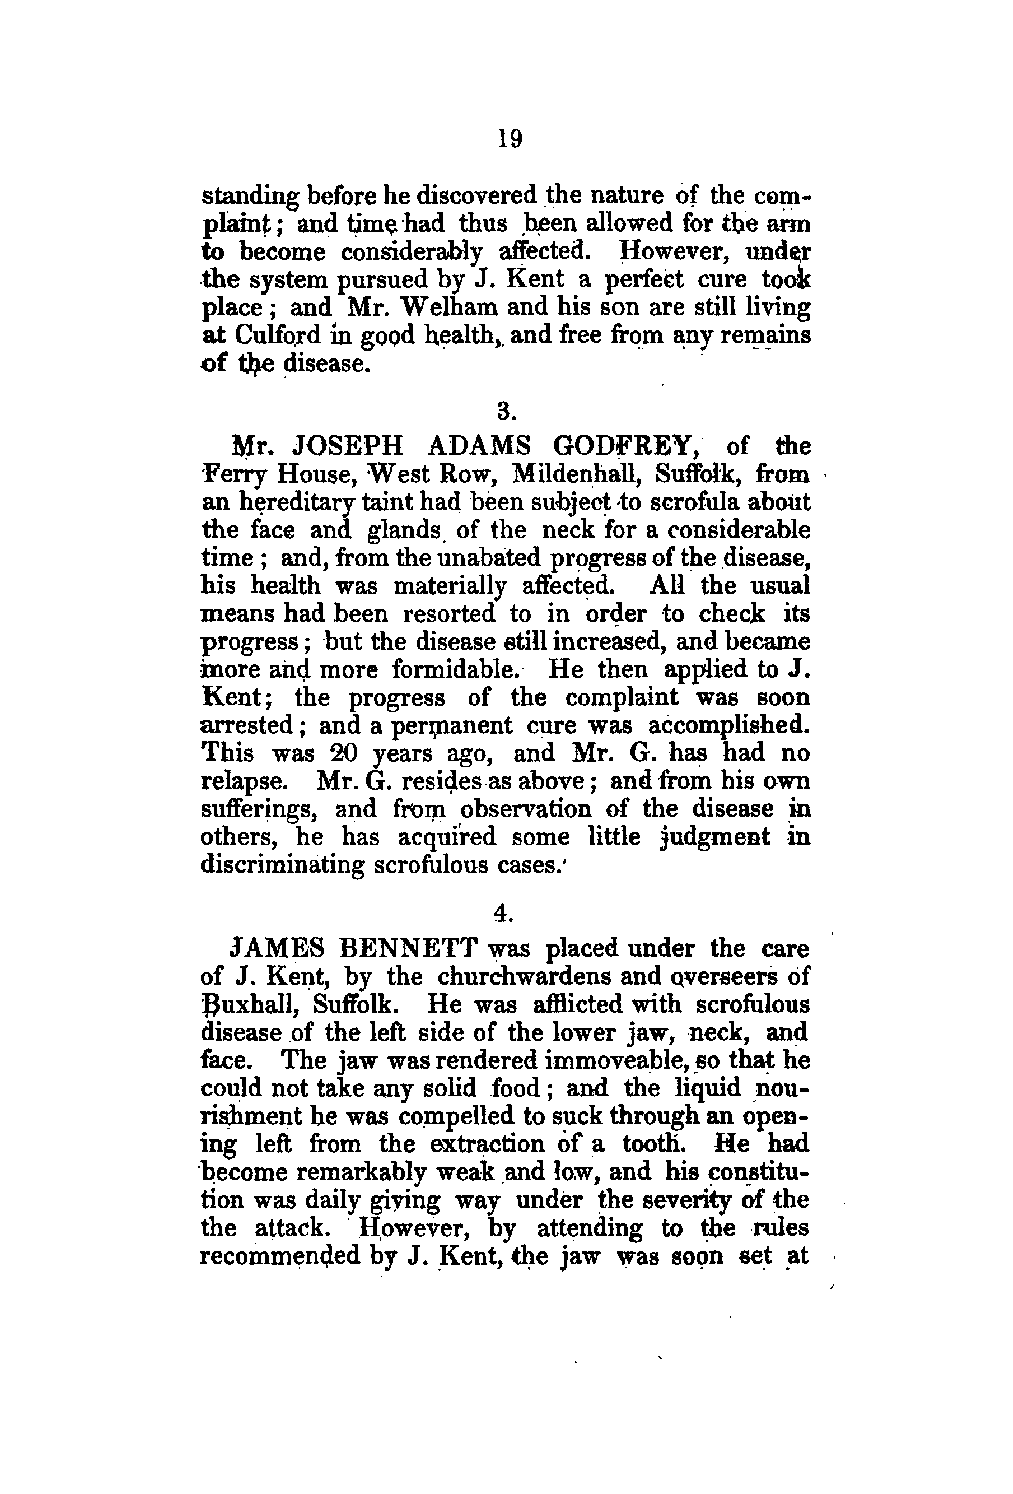 19
standing before he discovered the nature of the com-
plaint; and time had thus been allowed for the arm
to become considerably affected. However, under
the system pursued by J. Kent a perfect cure took
place; and Mr. Welham and his son are still living
at Culford in good health, and free from any remains
of the disease.
3.
Mr. JOSEPH ADAMS GODFREY, of the
Ferry House, West Row, Mildenhall, Suffolk, from
an hereditary taint had been subject to scrofula about
the face and glands of the neck for a considerable
time; and, from the unabated progress of the disease,
his health was materially affected. All the usual
means had been resorted to in order to check its
progress; but the disease still increased, and became
more and more formidable. He then applied to J.
Kent; the progress of the complaint was soon
arrested; and a permanent cure was accomplished.
This was 20 years ago, and Mr. G. has had no
relapse. Mr. G. resides as above; and from his own
sufferings, and from observation of the disease in
others, he has acquired some little judgment in
discriminating scrofulous cases.
4.
JAMES BENNETT was placed under the care
of J. Kent, by the churchwardens and overseers of
Buxhall, Suffolk. He was afflicted with scrofulous
disease of the left side of the lower jaw, neck, and
face. The jaw was rendered immoveable, so that he
could not take any solid food; and the liquid nou-
rishment he was compelled to suck through an open-
ing left from the extraction of a tooth. He had
become remarkably weak and low, and his constitu-
tion was daily giving way under the severity of the
the attack. However, by attending to the rules
recommended by J. Kent, the jaw was soon set at